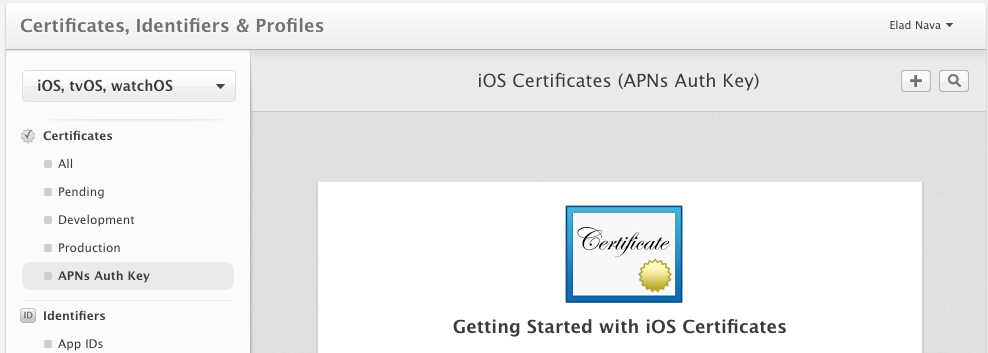 Certificates, Identifiers & Profiles
Elad Nava
iOS, tvOS, watchOS
iOS Certificates (APNs Auth Key)
Certificates
All
Pending
Development
Production
APNs Auth Key
ID Identifiers
App IDs
Certificate
Getting Started with iOS Certificates